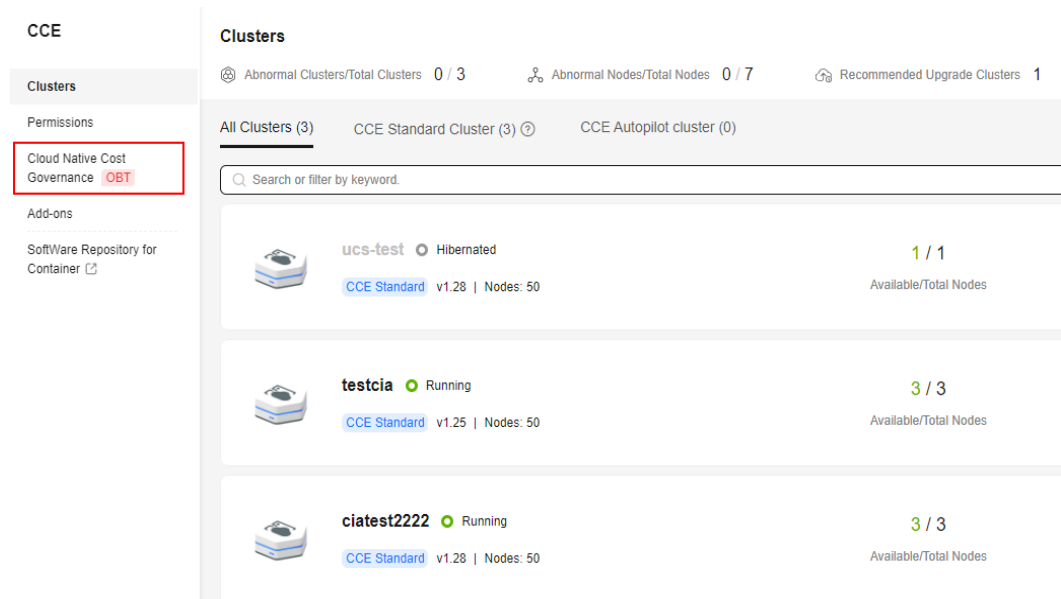 CCE
Clusters
Permissions
Cloud Native Cost
Governance OBT
Add-ons
SoftWare Repository for
Container
Clusters
Abnormal Clusters/Total Clusters 0 / 3 Abnormal Nodes/Total Nodes 0 / 7 Recommended Upgrade Clusters 1
All Clusters (3) CCE Standard Cluster (3) ? CCE Autopilot cluster (0)
Search or filter by keyword.
ucs-test Hibernated
CCE Standard v1.28 | Nodes: 50
1 / 1
Available/Total Nodes
testcia Running
CCE Standard v1.25 | Nodes: 50
3 / 3
Available/Total Nodes
ciatest2222 Running
CCE Standard v1.28 | Nodes: 50
3 / 3
Available/Total Nodes